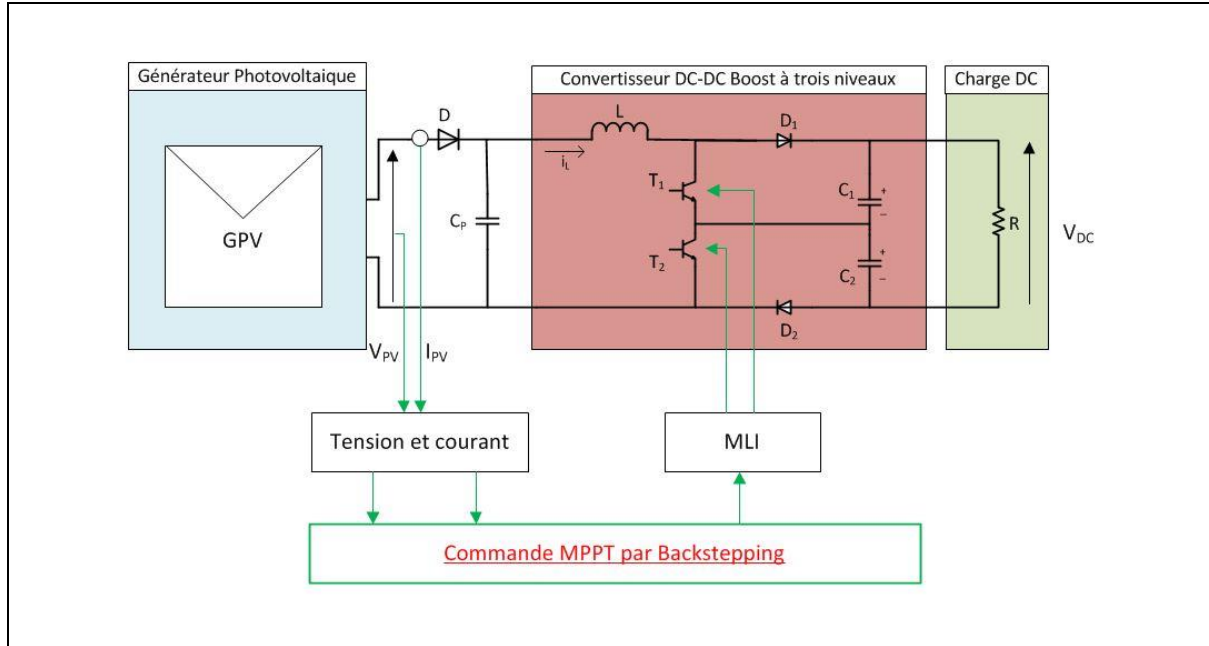 Générateur Photovoltaique
Convertisseur DC-DC Boost à trois niveaux
Charge DC
D
L
D₁
i_L
T₁
C₁
+
–
GPV
C_P
R
V_DC
T₂
C₂
+
–
D₂
V_PV
I_PV
Tension et courant
MLI
Commande MPPT par Backstepping